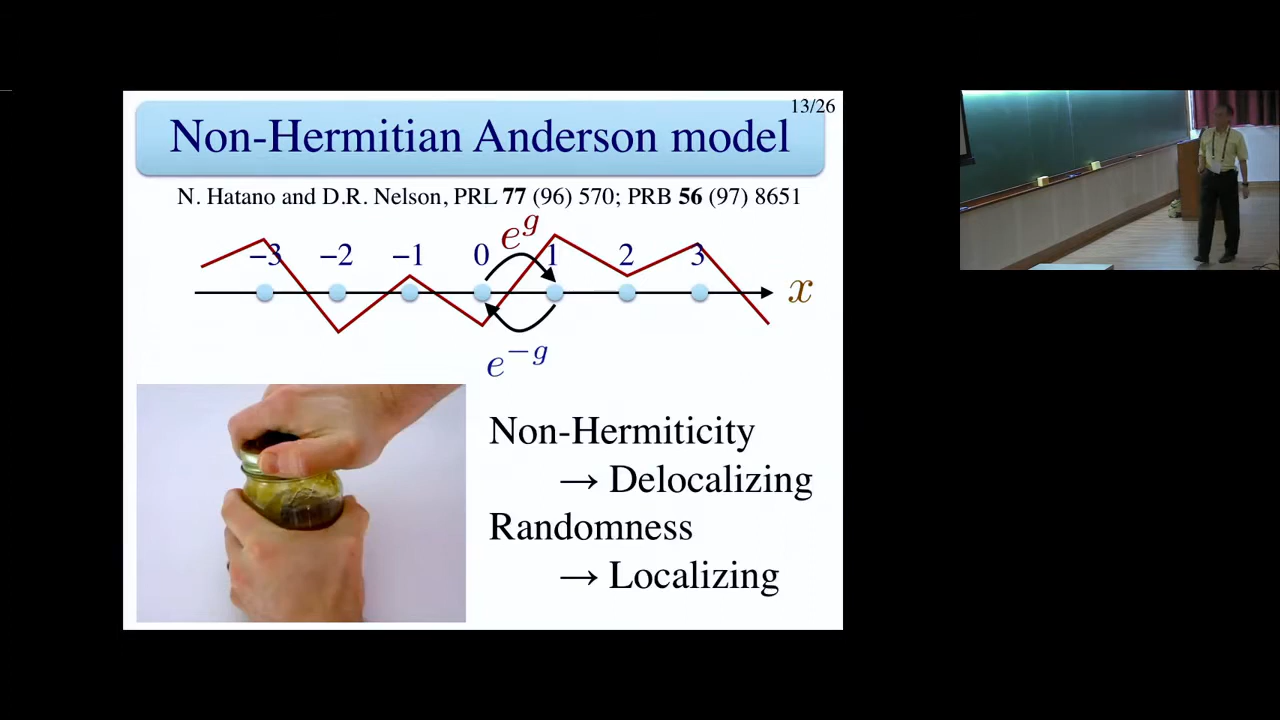 13/26
Non-Hermitian Anderson model
N. Hatano and D.R. Nelson, PRL 77 (96) 570; PRB 56 (97) 8651
e^g
−3 −2 −1 0 1 2 3
x
e^{−g}
Non-Hermiticity
→ Delocalizing
Randomness
→ Localizing